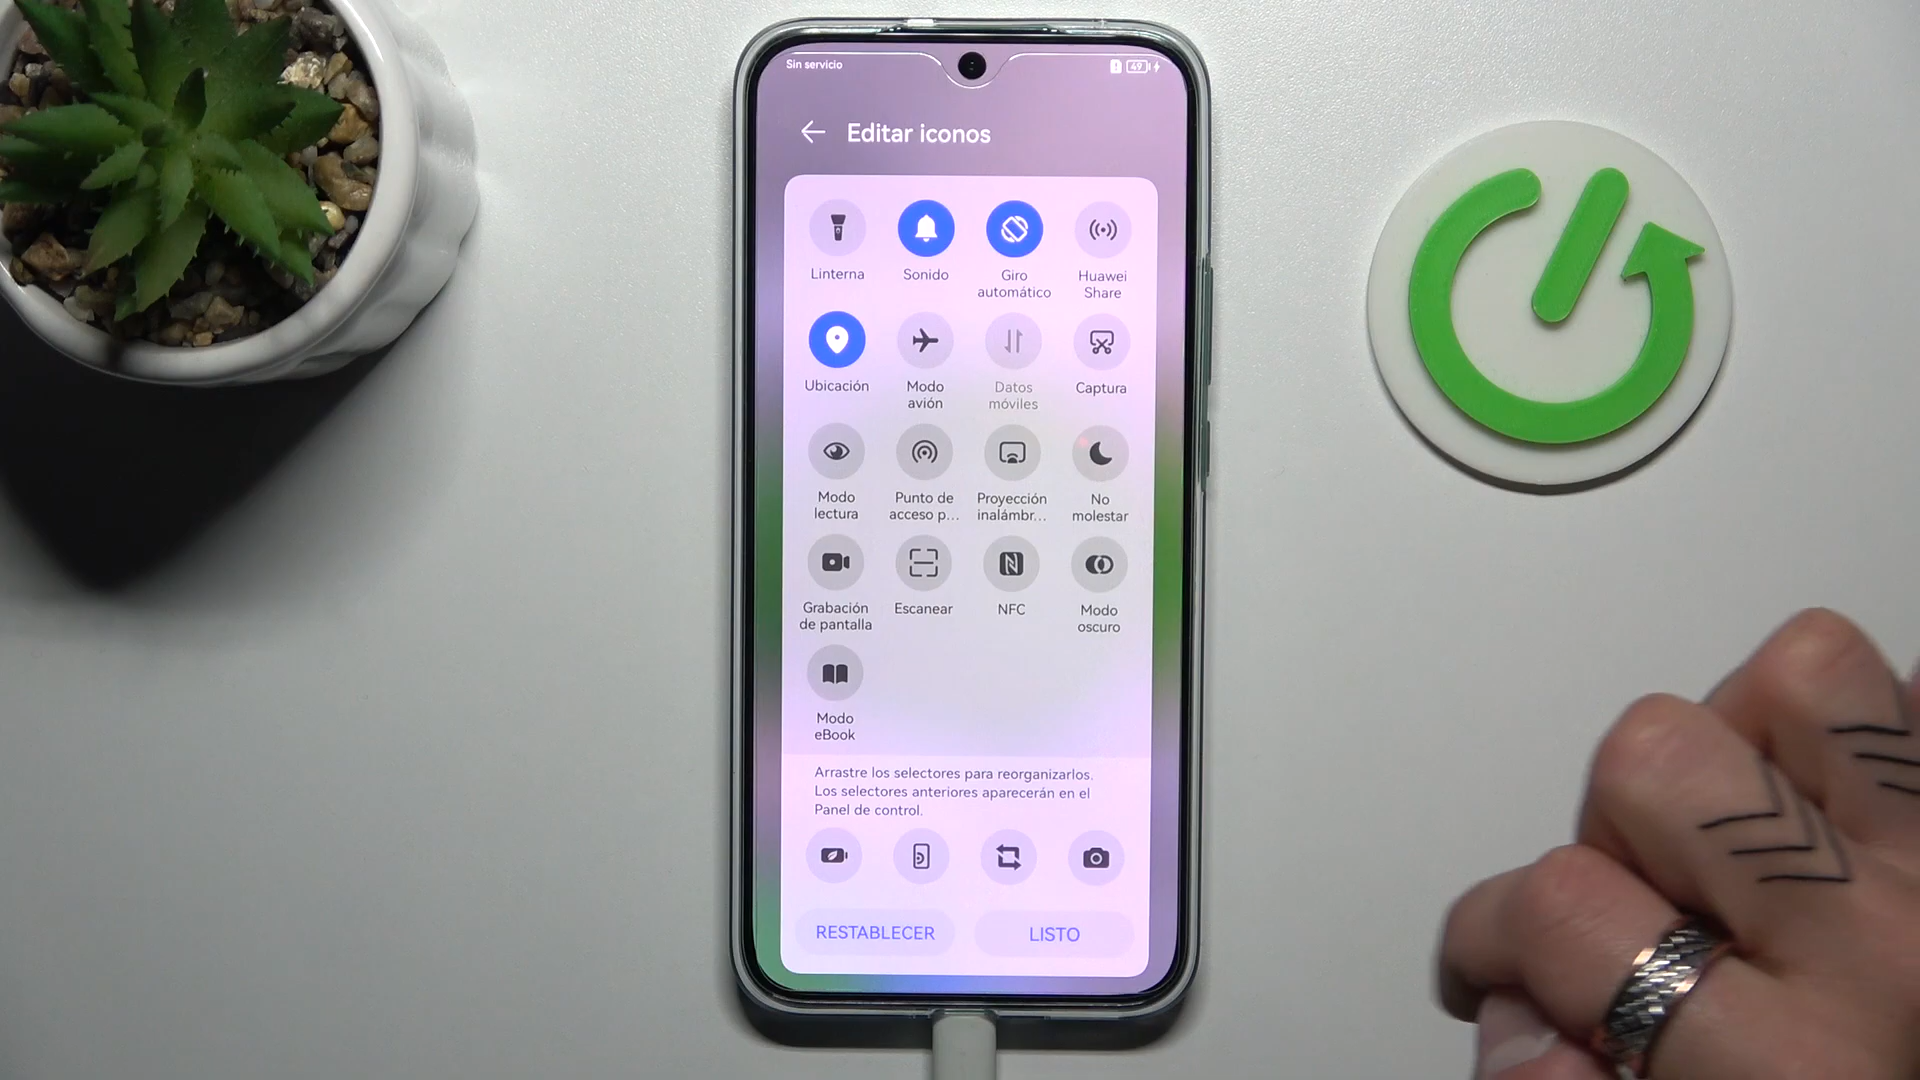 Sin servicio
49
Editar iconos
Linterna
Sonido
Giro
automático
Huawei
Share
Ubicación
Modo
avión
Datos
móviles
Captura
Modo
lectura
Punto de
acceso p...
Proyección
inalámbr...
No
molestar
Grabación
de pantalla
Escanear
NFC
Modo
oscuro
Modo
eBook
Arrastre los selectores para reorganizarlos.
Los selectores anteriores aparecerán en el
Panel de control.
RESTABLECER
LISTO